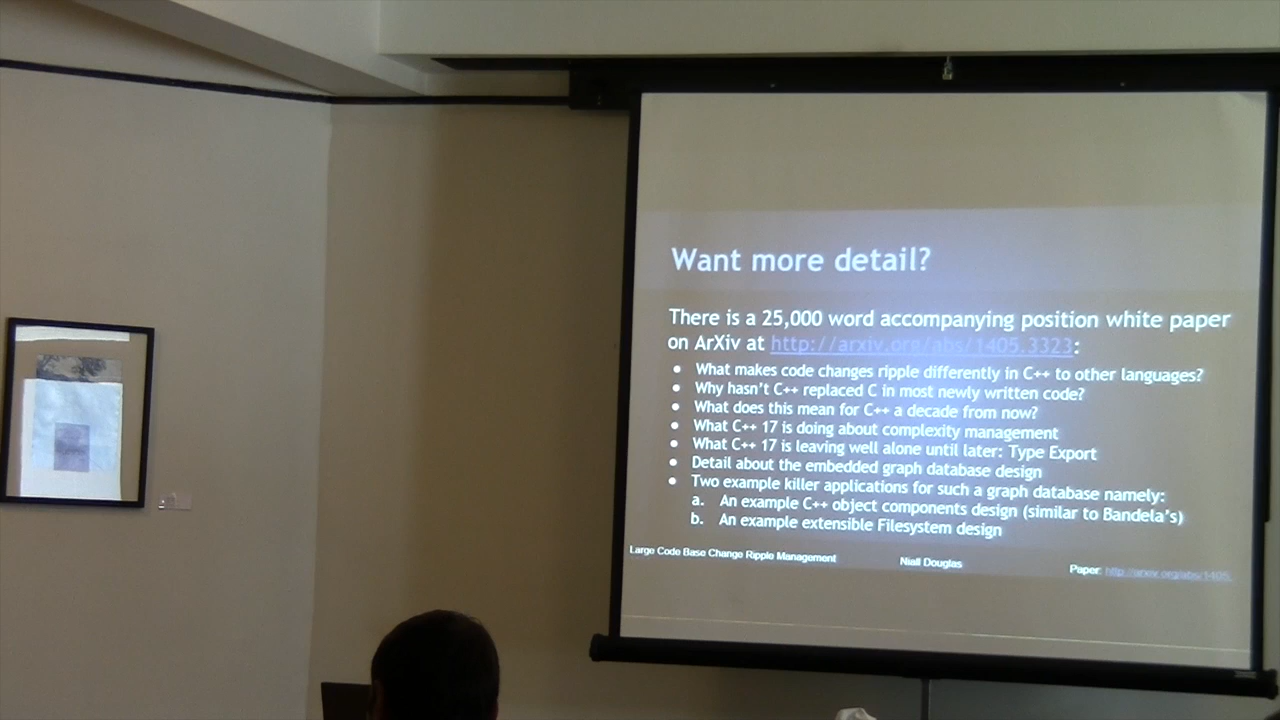 Want more detail?
There is a 25,000 word accompanying position white paper
on ArXiv at http://arxiv.org/abs/1405.3323:
● What makes code changes ripple differently in C++ to other languages?
● Why hasn't C++ replaced C in most newly written code?
● What does this mean for C++ a decade from now?
● What C++ 17 is doing about complexity management
● What C++ 17 is leaving well alone until later: Type Export
● Detail about the embedded graph database design
● Two example killer applications for such a graph database namely:
a. An example C++ object components design (similar to Bandela's)
b. An example extensible Filesystem design
Large Code Base Change Ripple Management
Niall Douglas
Paper: http://arxiv.org/abs/1405.